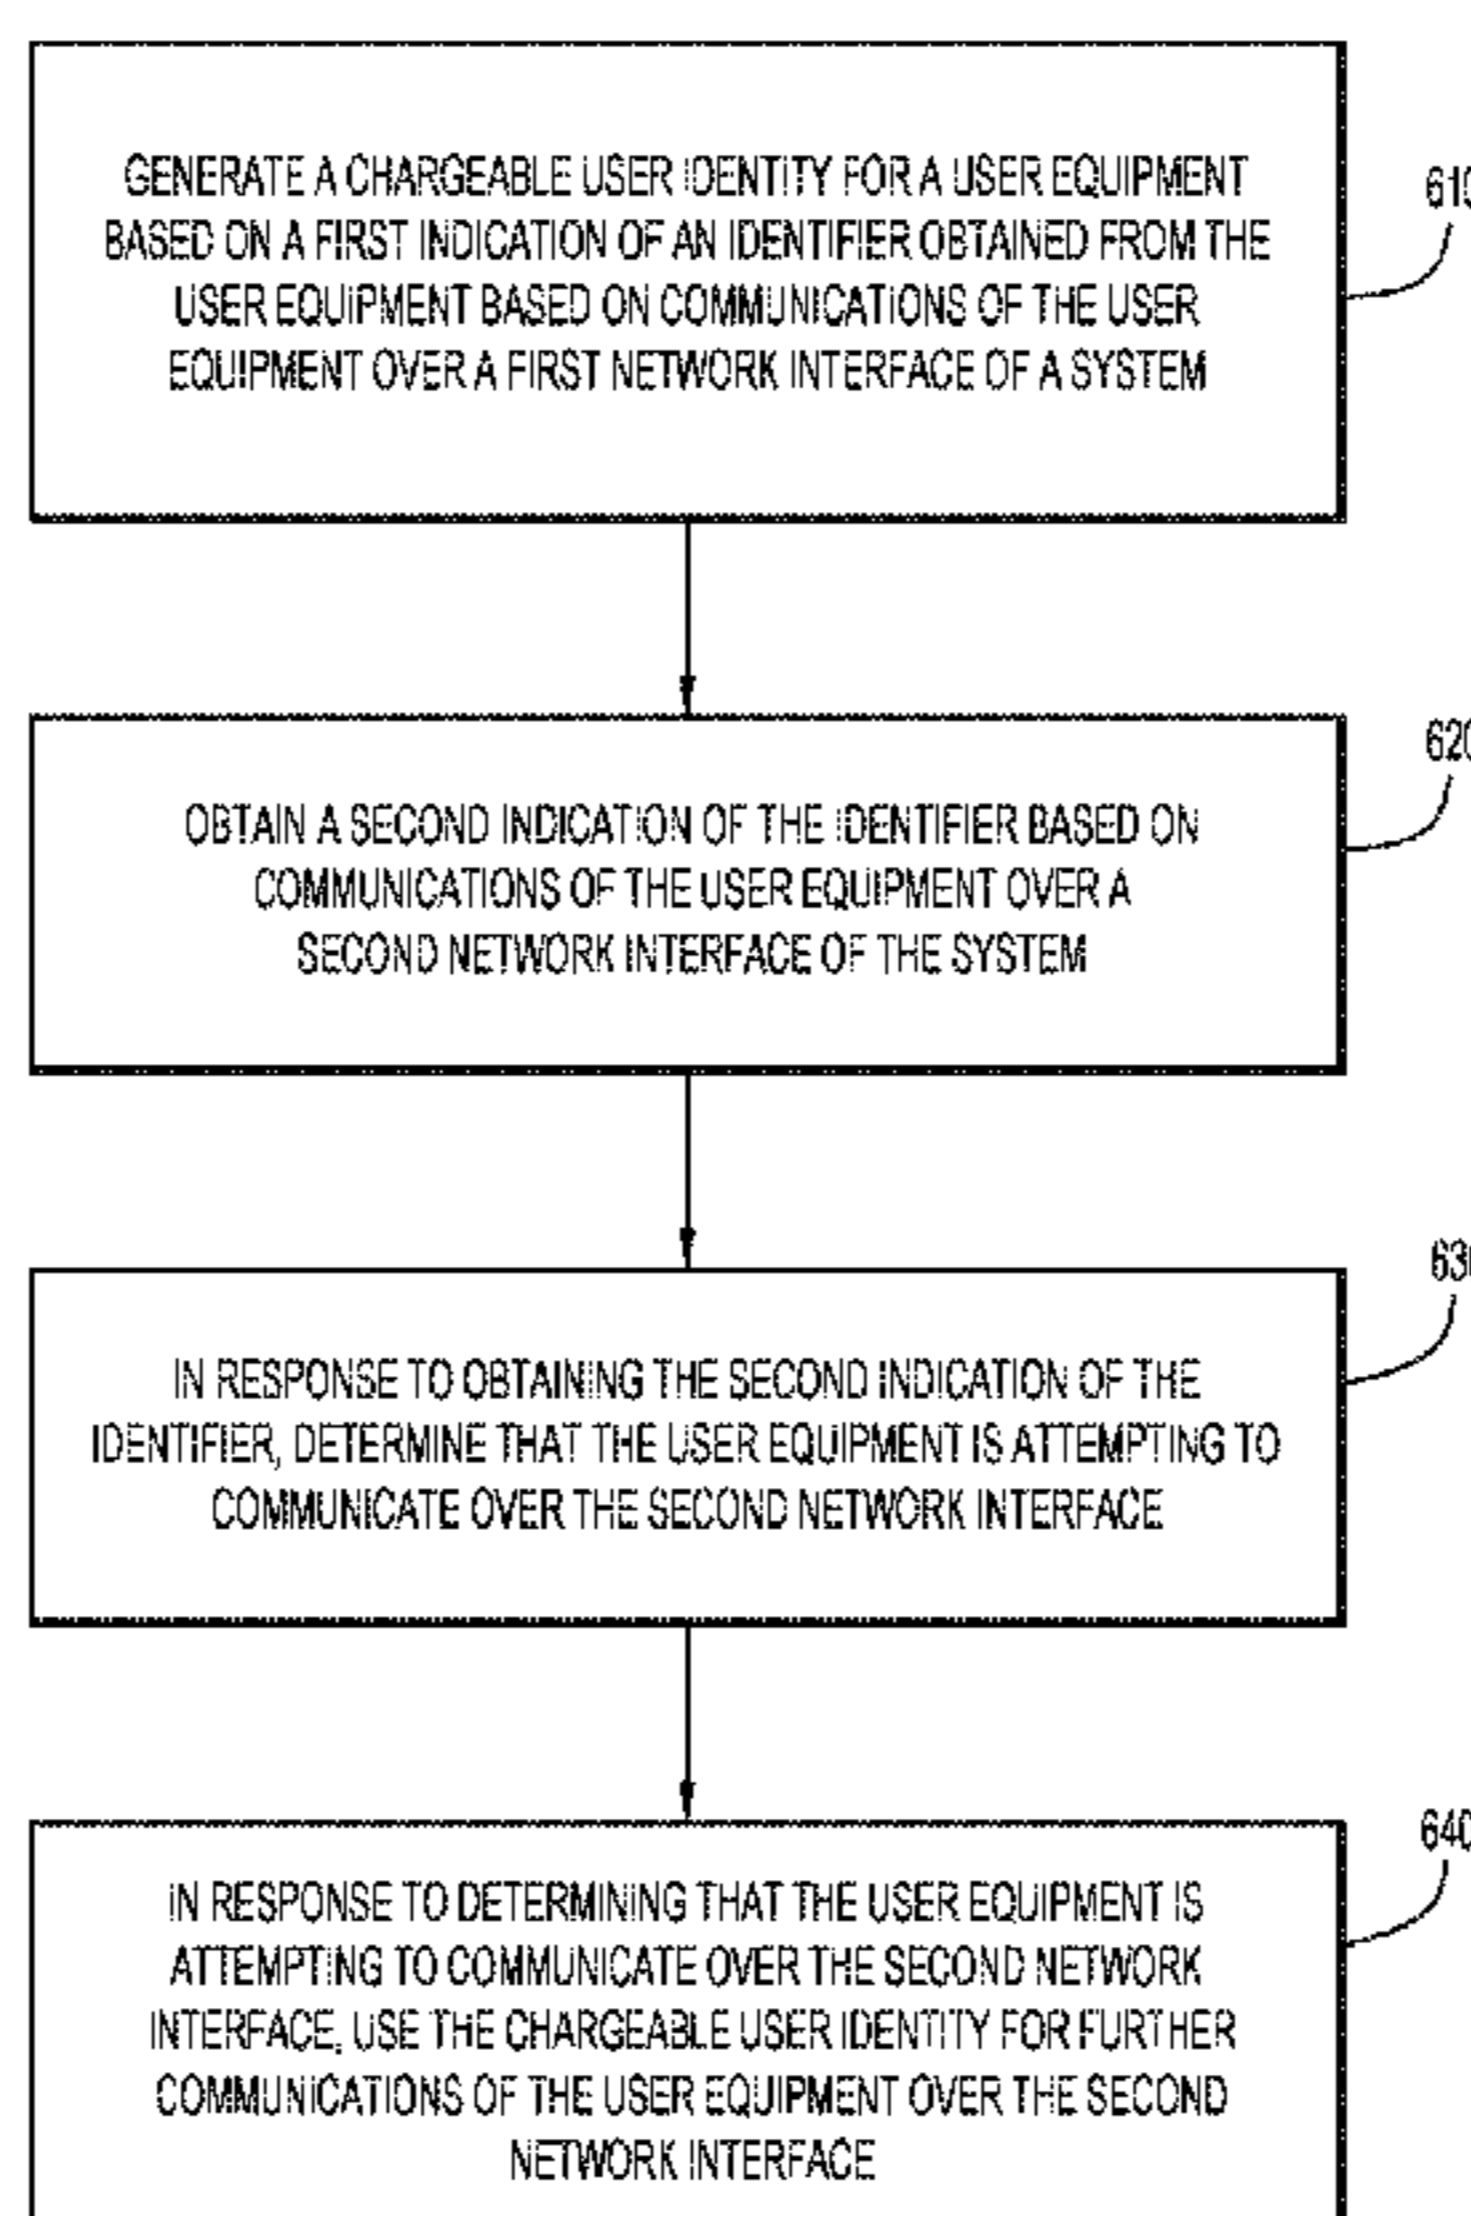 GENERATE A CHARGEABLE USER IDENTITY FOR A USER EQUIPMENT
BASED ON A FIRST INDICATION OF AN IDENTIFIER OBTAINED FROM THE
USER EQUIPMENT BASED ON COMMUNICATIONS OF THE USER
EQUIPMENT OVER A FIRST NETWORK INTERFACE OF A SYSTEM
610
OBTAIN A SECOND INDICATION OF THE IDENTIFIER BASED ON
COMMUNICATIONS OF THE USER EQUIPMENT OVER A
SECOND NETWORK INTERFACE OF THE SYSTEM
620
IN RESPONSE TO OBTAINING THE SECOND INDICATION OF THE
IDENTIFIER, DETERMINE THAT THE USER EQUIPMENT IS ATTEMPTING TO
COMMUNICATE OVER THE SECOND NETWORK INTERFACE
630
IN RESPONSE TO DETERMINING THAT THE USER EQUIPMENT IS
ATTEMPTING TO COMMUNICATE OVER THE SECOND NETWORK
INTERFACE, USE THE CHARGEABLE USER IDENTITY FOR FURTHER
COMMUNICATIONS OF THE USER EQUIPMENT OVER THE SECOND
NETWORK INTERFACE
640